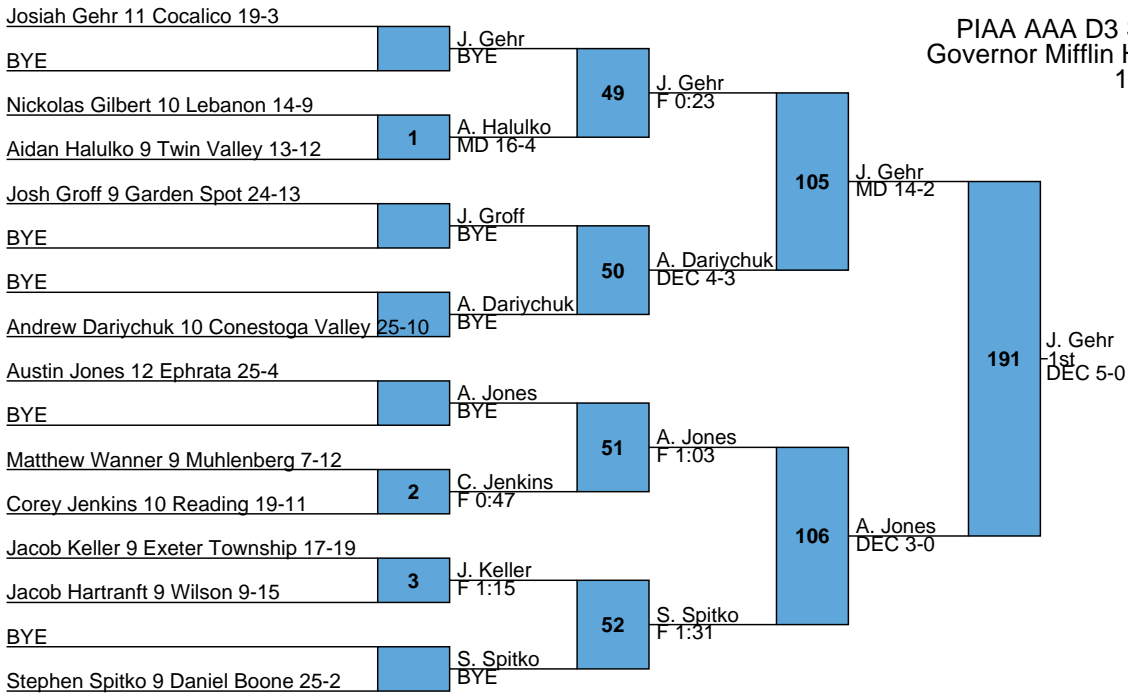 Josiah Gehr 11 Cocalico 19-3
BYE
Nickolas Gilbert 10 Lebanon 14-9
Aidan Halulko 9 Twin Valley 13-12
Josh Groff 9 Garden Spot 24-13
BYE
BYE
Andrew Dariychuk 10 Conestoga Valley 25-10
Austin Jones 12 Ephrata 25-4
BYE
Matthew Wanner 9 Muhlenberg 7-12
Corey Jenkins 10 Reading 19-11
Jacob Keller 9 Exeter Township 17-19
Jacob Hartranft 9 Wilson 9-15
BYE
Stephen Spitko 9 Daniel Boone 25-2
1
2
3
J. Gehr
BYE
A. Halulko
MD 16-4
J. Groff
BYE
A. Dariychuk
BYE
A. Jones
BYE
C. Jenkins
F 0:47
J. Keller
F 1:15
S. Spitko
BYE
49
50
51
52
J. Gehr
F 0:23
A. Dariychuk
DEC 4-3
A. Jones
F 1:03
S. Spitko
F 1:31
105
106
J. Gehr
MD 14-2
A. Jones
DEC 3-0
191
J. Gehr
1st
DEC 5-0
PIAA AAA D3
Governor Mifflin
1